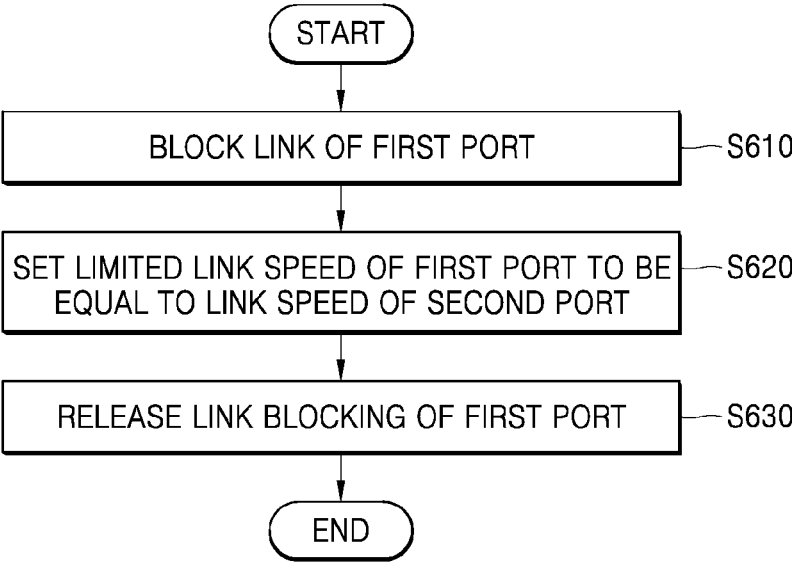 START
BLOCK LINK OF FIRST PORT
S610
SET LIMITED LINK SPEED OF FIRST PORT TO BE
EQUAL TO LINK SPEED OF SECOND PORT
S620
RELEASE LINK BLOCKING OF FIRST PORT
S630
END